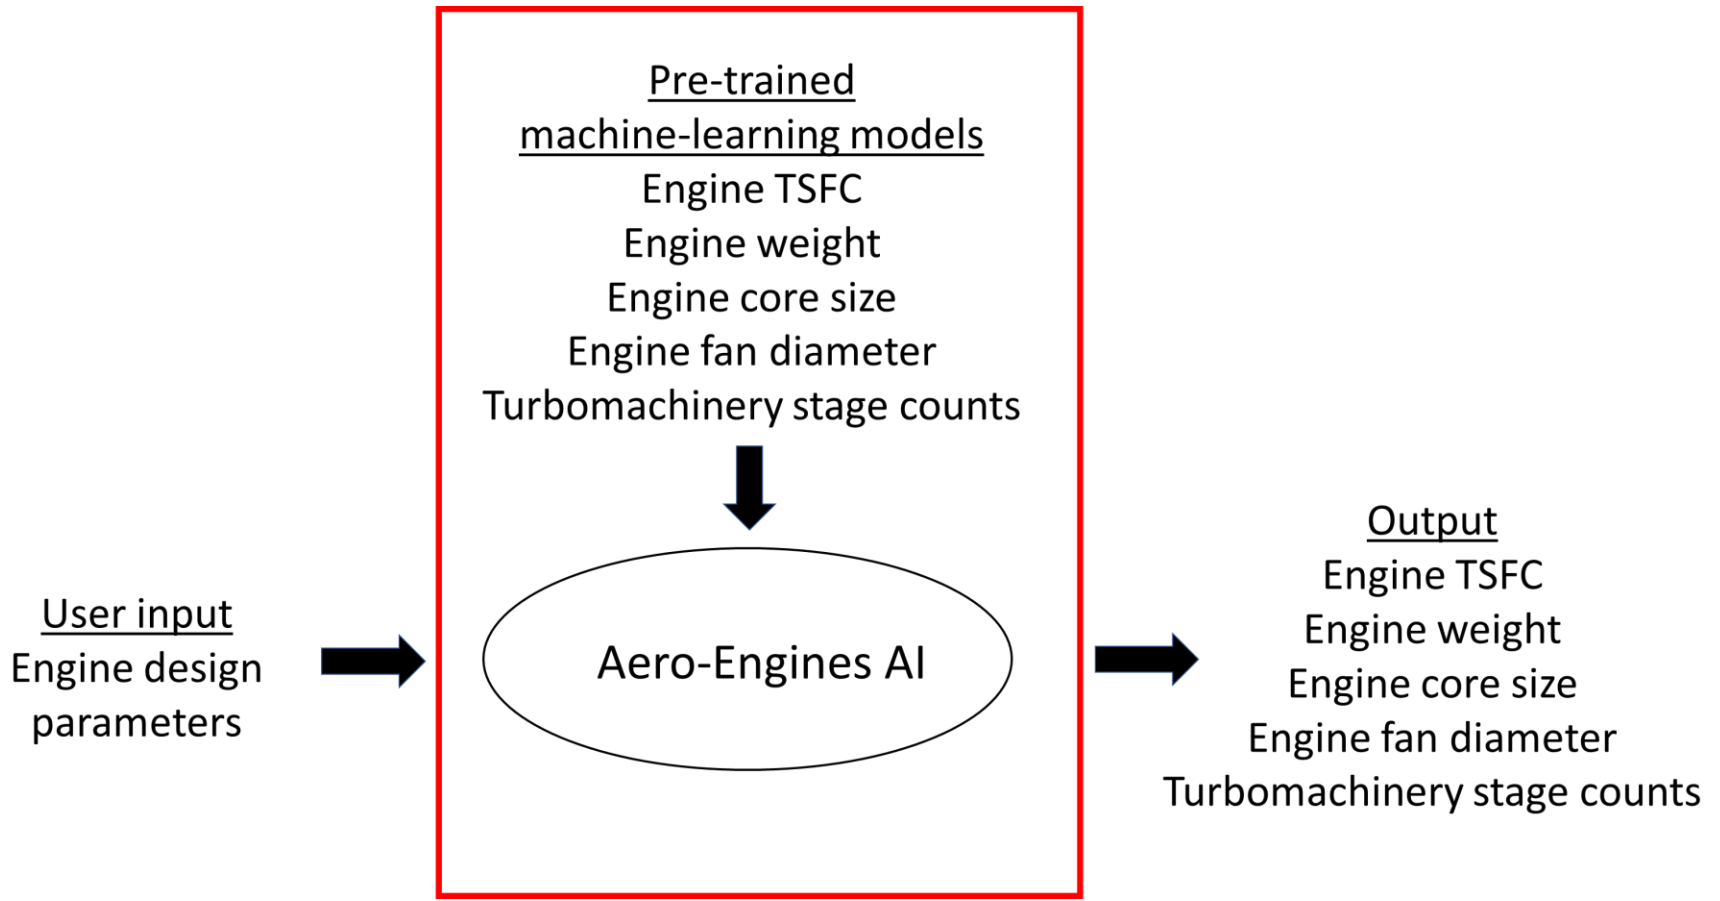 Pre-trained
machine-learning models
Engine TSFC
Engine weight
Engine core size
Engine fan diameter
Turbomachinery stage counts
User input
Engine design
parameters
Aero-Engines AI
Output
Engine TSFC
Engine weight
Engine core size
Engine fan diameter
Turbomachinery stage counts